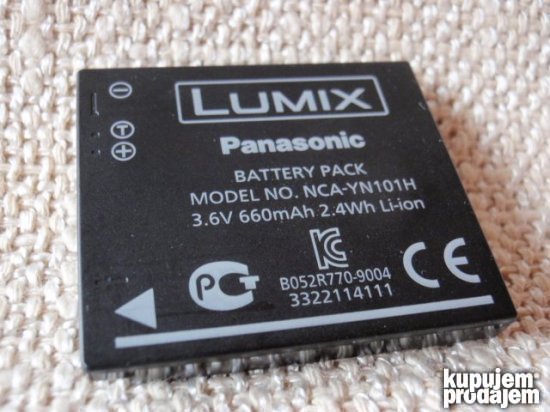 LUMIX
Panasonic
BATTERY PACK
MODEL NO. NCA-YN101H
3.6V 660mAh 2.4Wh Li-ion
B052R770-9004
3322114111
T
PCT
CE
kupujem
prodajem